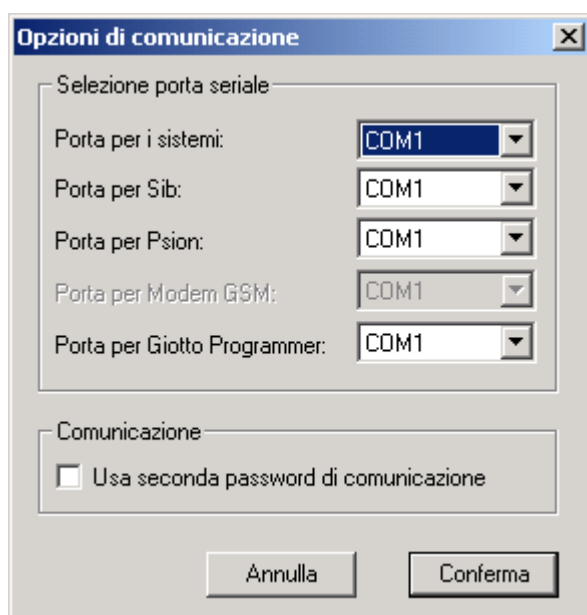 Opzioni di comunicazione
Selezione porta seriale
Porta per i sistemi: COM1
Porta per Sib: COM1
Porta per Psion: COM1
Porta per Modem GSM: COM1
Porta per Giotto Programmer: COM1
Comunicazione
Usa seconda password di comunicazione
Annulla Conferma